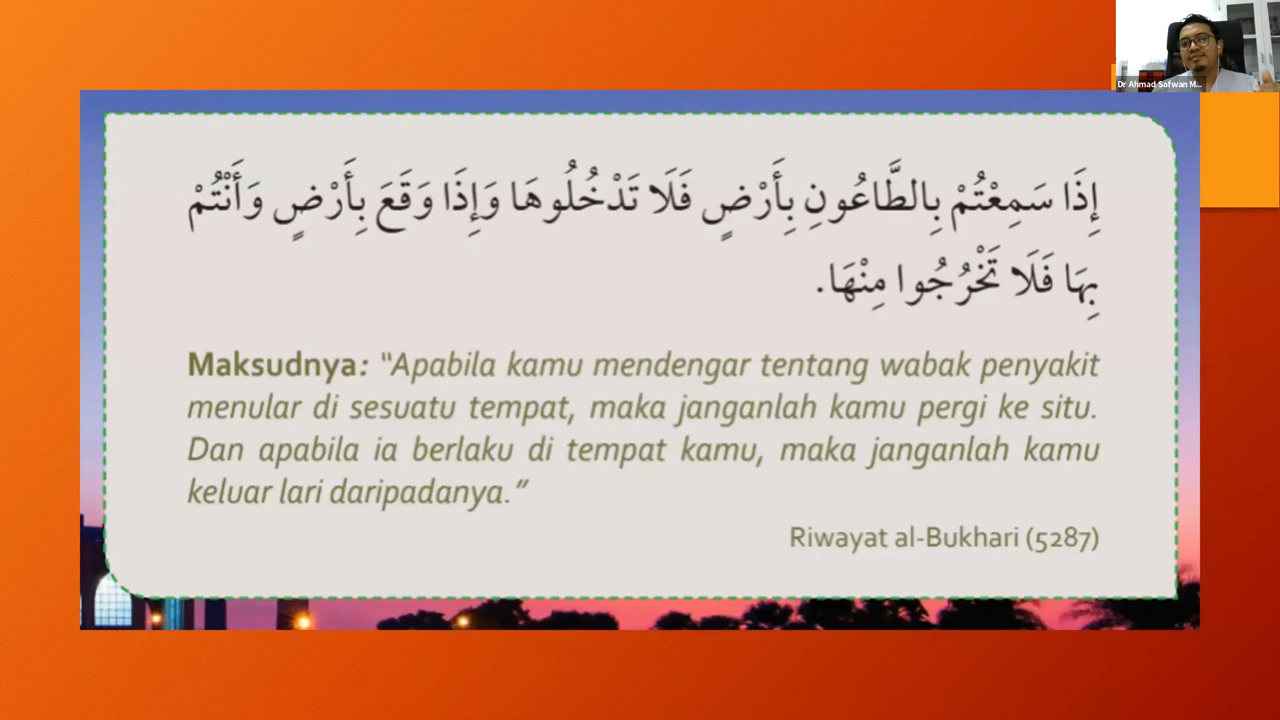 Dr Ahmad Safwan M...
إِذَا سَمِعْتُمْ بِالطَّاعُونِ بِأَرْضٍ فَلَا تَدْخُلُوهَا وَإِذَا وَقَعَ بِأَرْضٍ وَأَنْتُمْ
بِهَا فَلَا تَخْرُجُوا مِنْهَا.
Maksudnya: “Apabila kamu mendengar tentang wabak penyakit
menular di sesuatu tempat, maka janganlah kamu pergi ke situ.
Dan apabila ia berlaku di tempat kamu, maka janganlah kamu
keluar lari daripadanya.”
Riwayat al-Bukhari (5287)